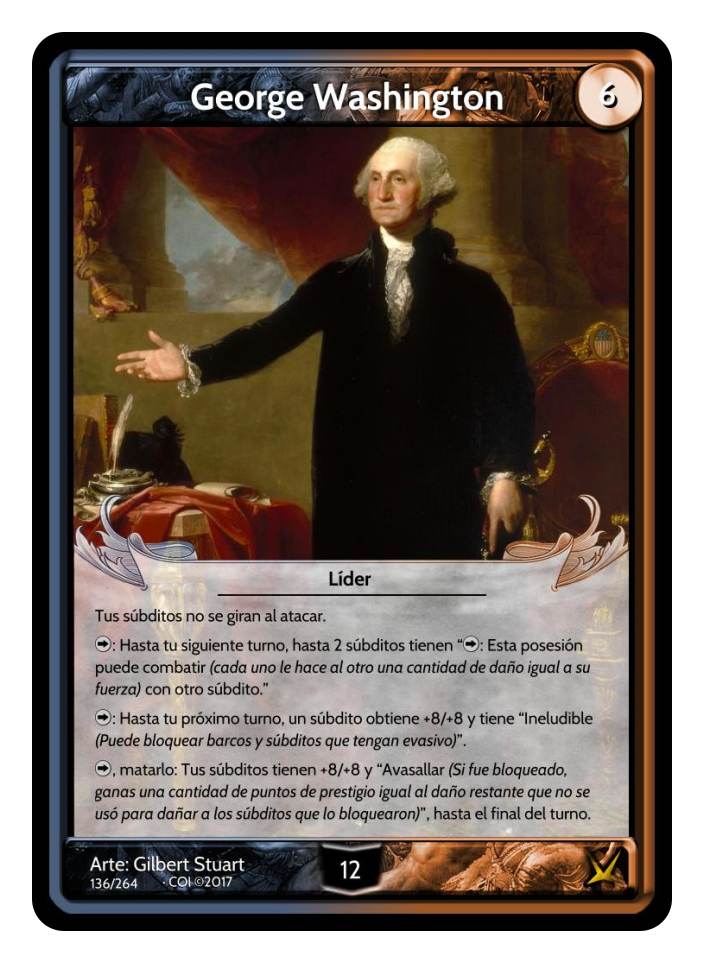 George Washington
6
Líder
Tus súbditos no se giran al atacar.
➔: Hasta tu siguiente turno, hasta 2 súbditos tienen “➔: Esta posesión
puede combatir (cada uno le hace al otro una cantidad de daño igual a su
fuerza) con otro súbdito.”
➔: Hasta tu próximo turno, un súbdito obtiene +8/+8 y tiene “Ineludible
(Puede bloquear barcos y súbditos que tengan evasivo)”.
➔, matarlo: Tus súbditos tienen +8/+8 y “Avasallar (Si fue bloqueado,
ganas una cantidad de puntos de prestigio igual al daño restante que no se
usó para dañar a los súbditos que lo bloquearon)”, hasta el final del turno.
Arte: Gilbert Stuart
136/264 · COI ©2017
12